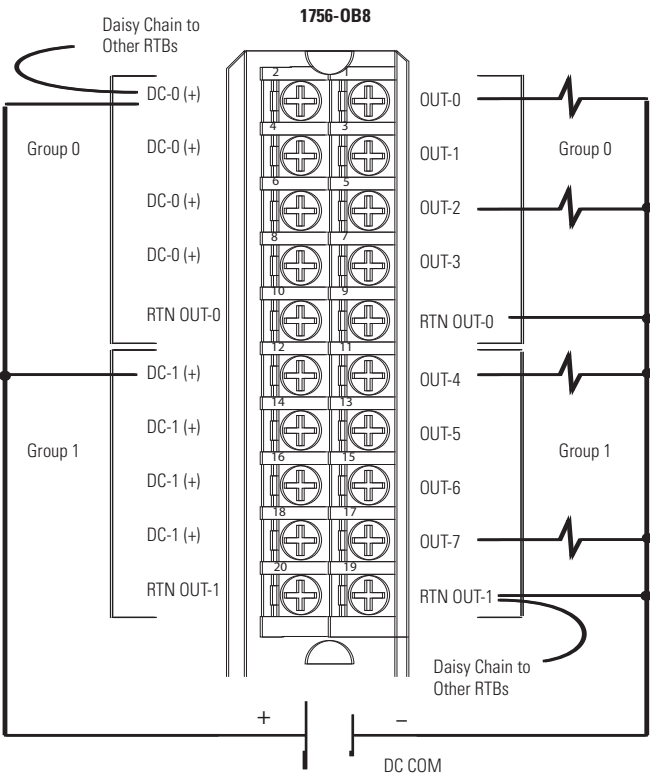 1756-OB8
Daisy Chain to
Other RTBs
2 1
DC-0 (+) OUT-0
4 3
Group 0 DC-0 (+) OUT-1 Group 0
6 5
DC-0 (+) OUT-2
8 7
DC-0 (+) OUT-3
10 9
RTN OUT-0 RTN OUT-0
12 11
DC-1 (+) OUT-4
14 13
Group 1 DC-1 (+) OUT-5 Group 1
16 15
DC-1 (+) OUT-6
18 17
DC-1 (+) OUT-7
20 19
RTN OUT-1 RTN OUT-1
Daisy Chain to
Other RTBs
+ –
DC COM